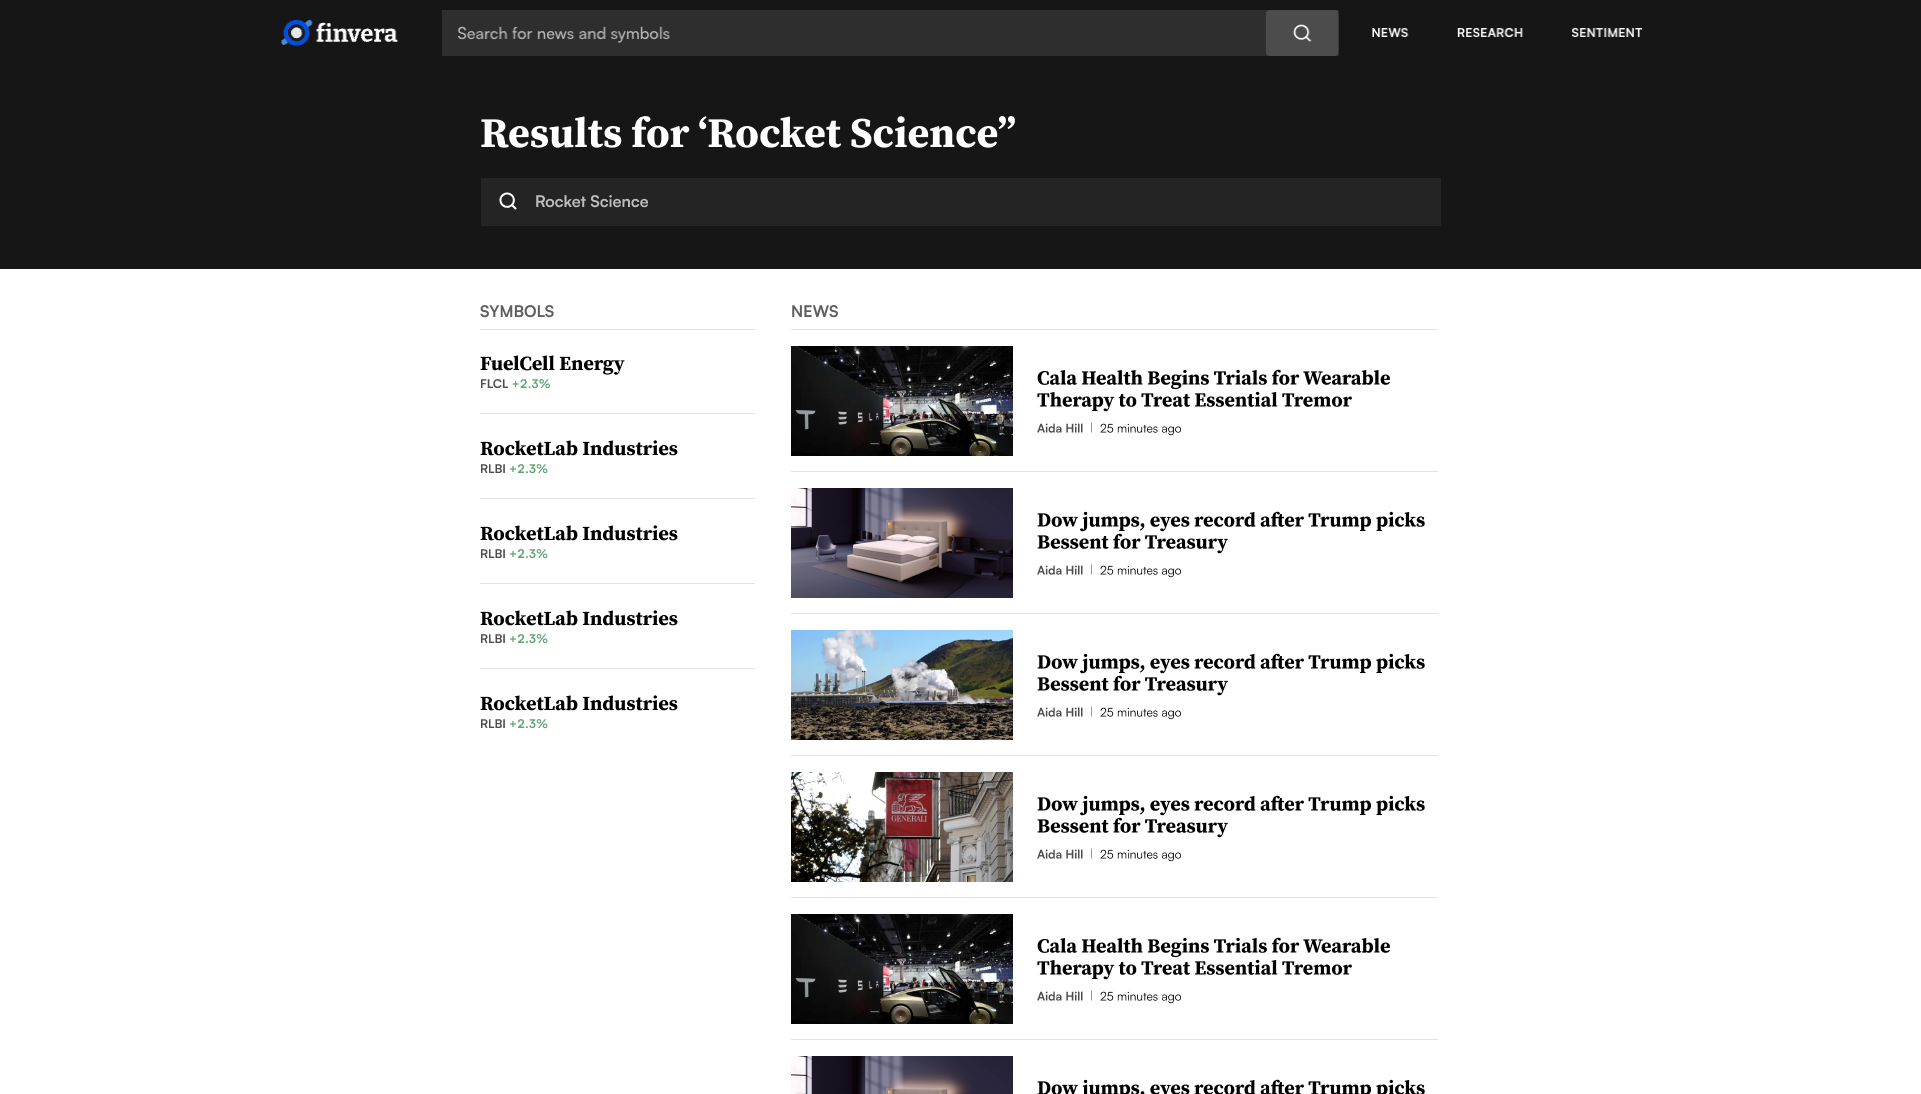 finvera
Search for news and symbols
NEWS
RESEARCH
SENTIMENT
Results for ‘Rocket Science”
Rocket Science
SYMBOLS
FuelCell Energy
FLCL +2.3%
RocketLab Industries
RLBI +2.3%
RocketLab Industries
RLBI +2.3%
RocketLab Industries
RLBI +2.3%
RocketLab Industries
RLBI +2.3%
NEWS
TESLA
Cala Health Begins Trials for Wearable
Therapy to Treat Essential Tremor
Aida Hill | 25 minutes ago
Dow jumps, eyes record after Trump picks
Bessent for Treasury
Aida Hill | 25 minutes ago
Dow jumps, eyes record after Trump picks
Bessent for Treasury
Aida Hill | 25 minutes ago
GENERALI
Dow jumps, eyes record after Trump picks
Bessent for Treasury
Aida Hill | 25 minutes ago
TESLA
Cala Health Begins Trials for Wearable
Therapy to Treat Essential Tremor
Aida Hill | 25 minutes ago
Dow jumps, eyes record after Trump picks